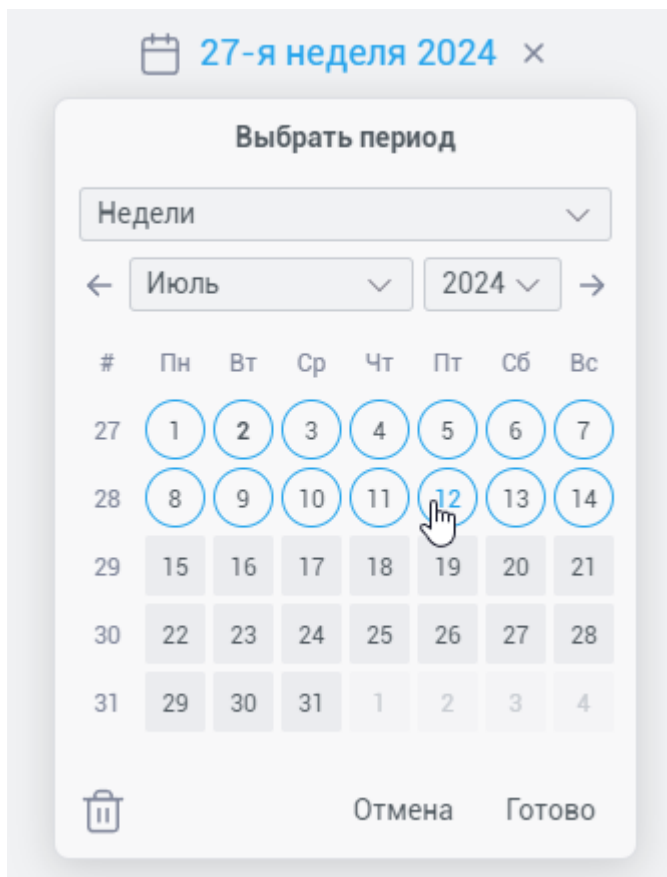 27-я неделя 2024 ×
Выбрать период
Недели
Июль 2024
# Пн Вт Ср Чт Пт Сб Вс
27 1 2 3 4 5 6 7
28 8 9 10 11 12 13 14
29 15 16 17 18 19 20 21
30 22 23 24 25 26 27 28
31 29 30 31 1 2 3 4
Отмена Готово